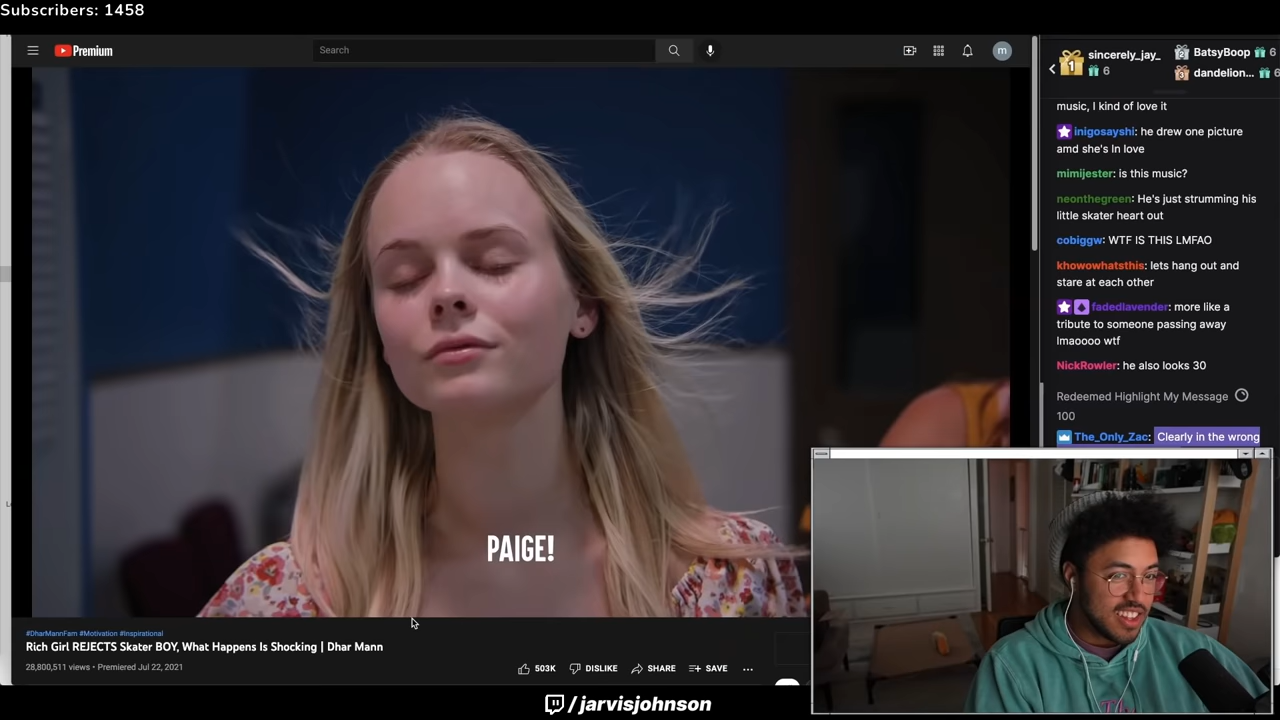 Subscribers: 1458
Premium
Search
m
#DharMannFam #Motivation #Inspirational
Rich Girl REJECTS Skater BOY, What Happens Is Shocking | Dhar Mann
28,800,511 views • Premiered Jul 22, 2021
503K
DISLIKE
SHARE
SAVE
PAIGE!
/jarvisjohnson
1
sincerely_jay_
6
2
BatsyBoop
6
3
dandelion...
6
music, I kind of love it
inigosayshi: he drew one picture
amd she's In love
mimijester: is this music?
neonthegreen: He's just strumming his
little skater heart out
cobiggw: WTF IS THIS LMFAO
khowowhatsthis: lets hang out and
stare at each other
fadedlavender: more like a
tribute to someone passing away
lmaoooo wtf
NickRowler: he also looks 30
Redeemed Highlight My Message
100
The_Only_Zac: Clearly in the wrong